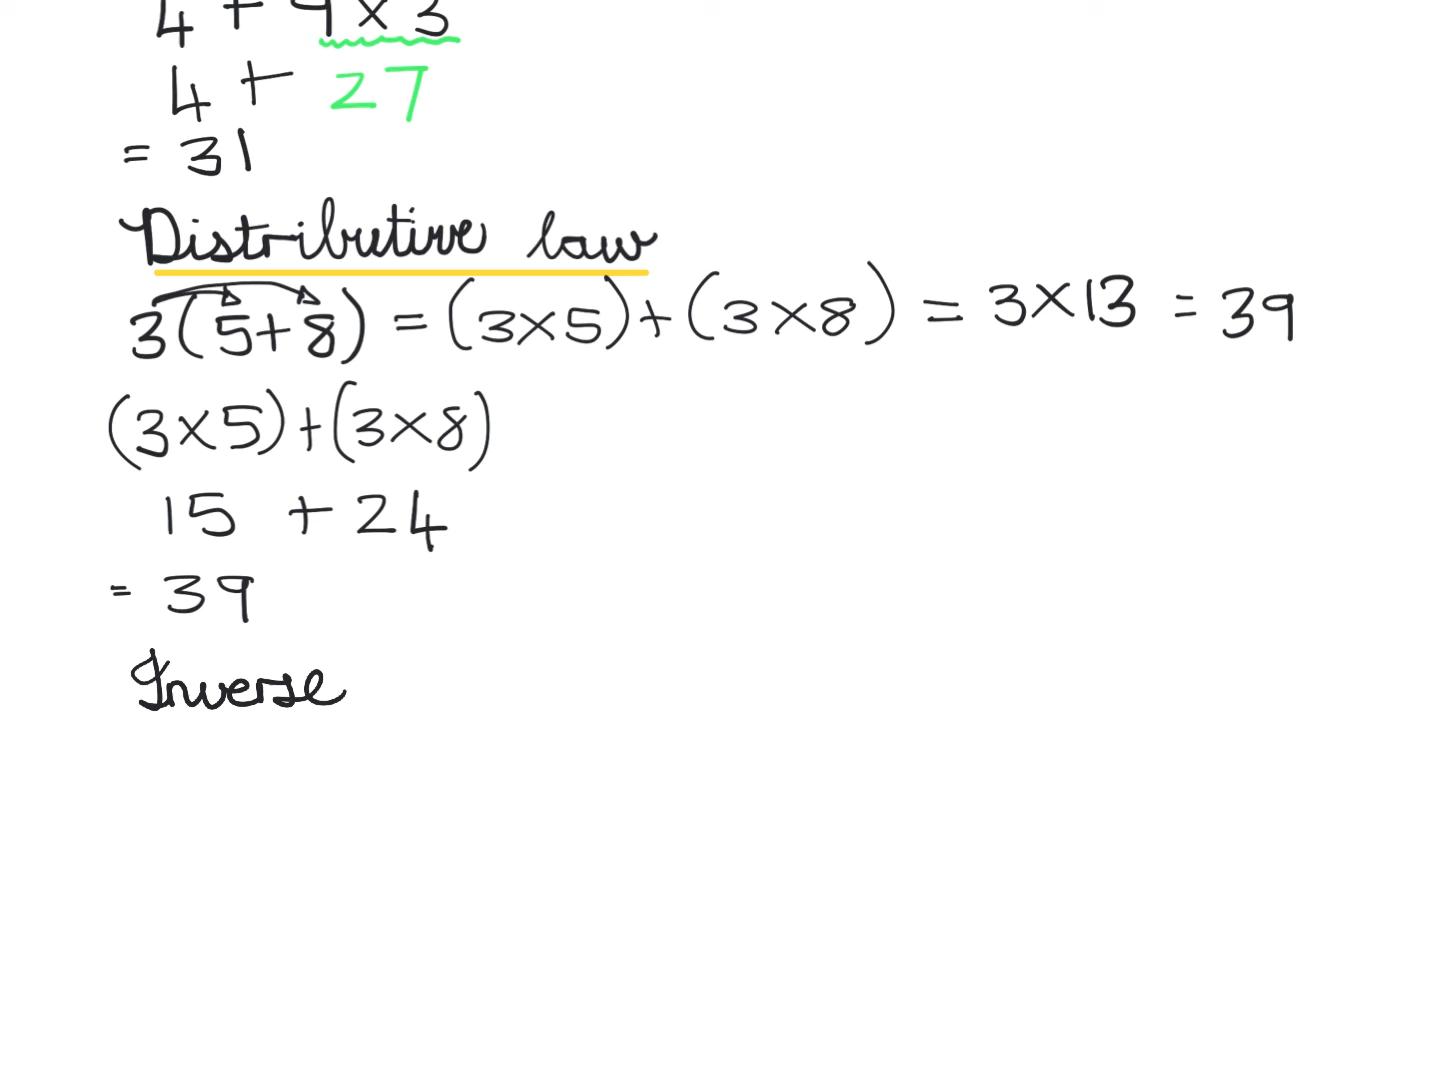 4 + 9 × 3
4 + 27
= 31
Distributive law
3(5+8) = (3×5)+(3×8) = 3×13 = 39
(3×5)+(3×8)
15 + 24
= 39
Inverse